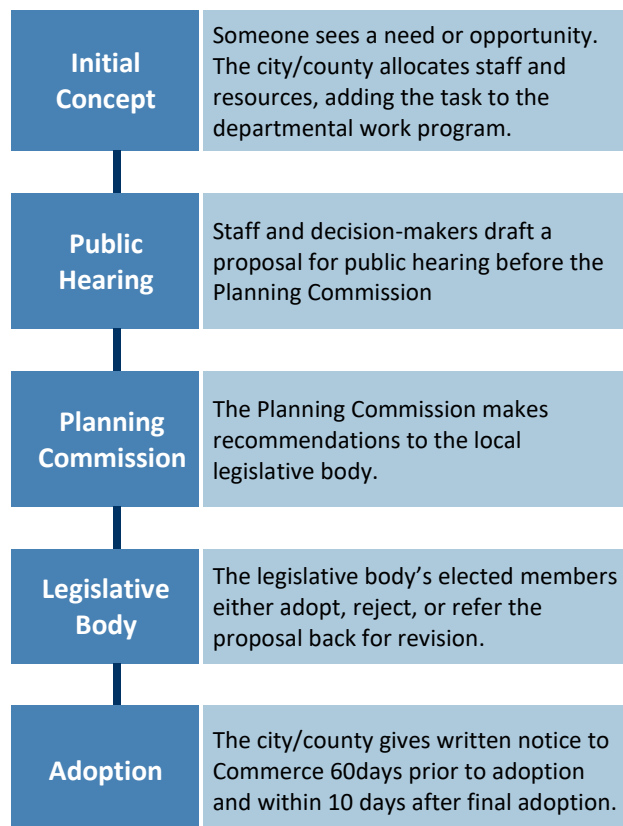 Initial
Concept
Someone sees a need or opportunity.
The city/county allocates staff and
resources, adding the task to the
departmental work program.
Public
Hearing
Staff and decision-makers draft a
proposal for public hearing before the
Planning Commission
Planning
Commission
The Planning Commission makes
recommendations to the local
legislative body.
Legislative
Body
The legislative body’s elected members
either adopt, reject, or refer the
proposal back for revision.
Adoption
The city/county gives written notice to
Commerce 60days prior to adoption
and within 10 days after final adoption.